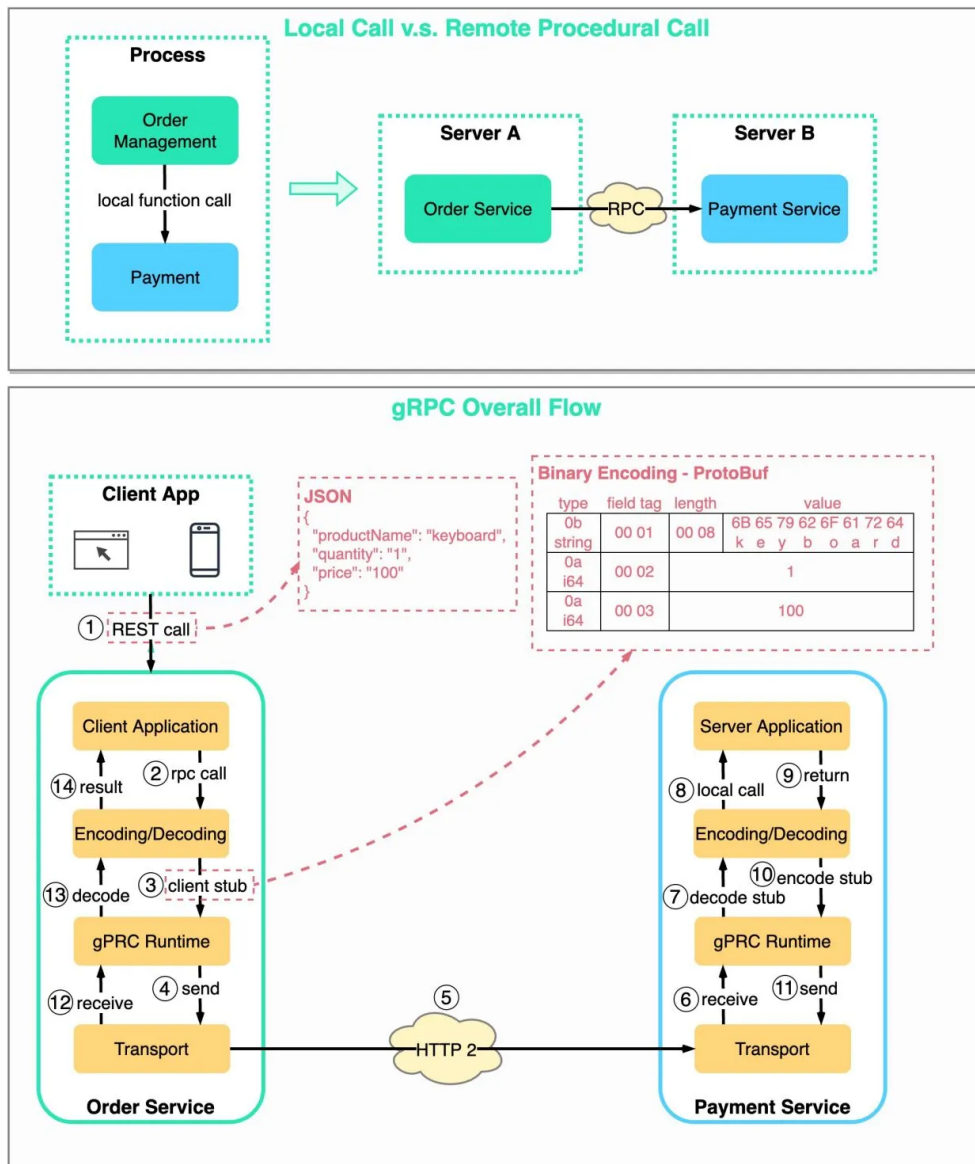 Local Call v.s. Remote Procedural Call
Process
Order
Management
local function call
Payment
Server A
Order Service
RPC
Server B
Payment Service
gRPC Overall Flow
Client App
JSON
{
"productName": "keyboard",
"quantity": "1",
"price": "100"
}
Binary Encoding - ProtoBuf
type field tag length value
0b
string
00 01
00 08
6B 65 79 62 6F 61 72 64
k e y b o a r d
0a
i64
00 02
1
0a
i64
00 03
100
1 REST call
Client Application
14 result
2 rpc call
Encoding/Decoding
13 decode
3 client stub
gPRC Runtime
12 receive
4 send
Transport
Order Service
5
HTTP 2
Server Application
8 local call
9 return
Encoding/Decoding
7 decode stub
10 encode stub
gPRC Runtime
6 receive
11 send
Transport
Payment Service